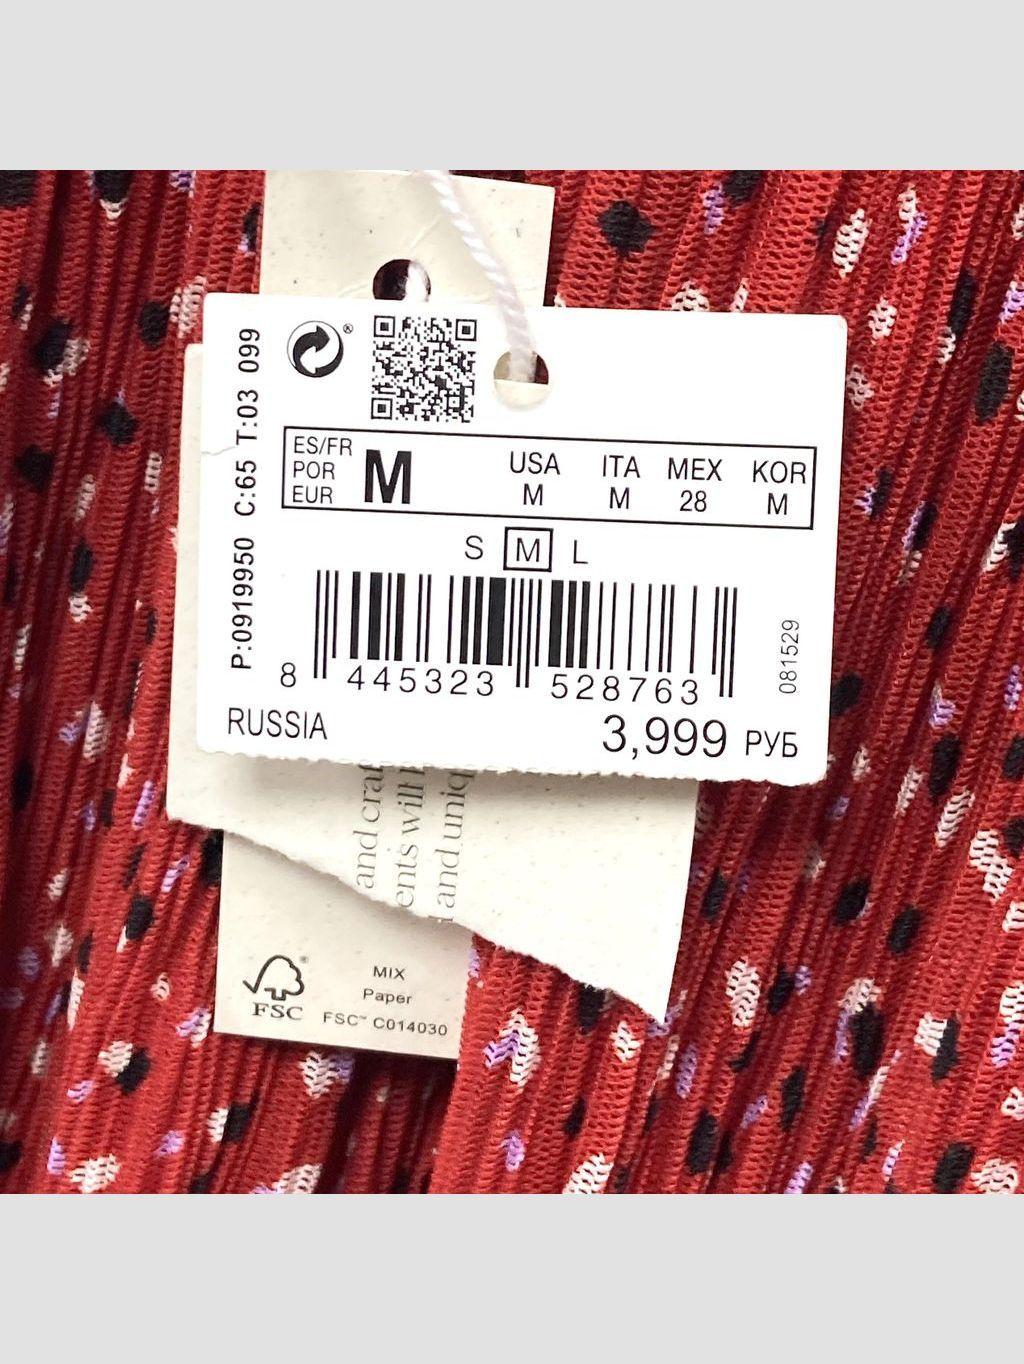 P:0919950 C:65 T:03 099
®
ES/FR
POR
EUR
M
USA ITA MEX KOR
M M 28 M
S M L
8 445323 528763
081529
RUSSIA 3,999 РУБ
and
ents will
and uniq
FSC®
MIX
Paper
FSC™ C014030